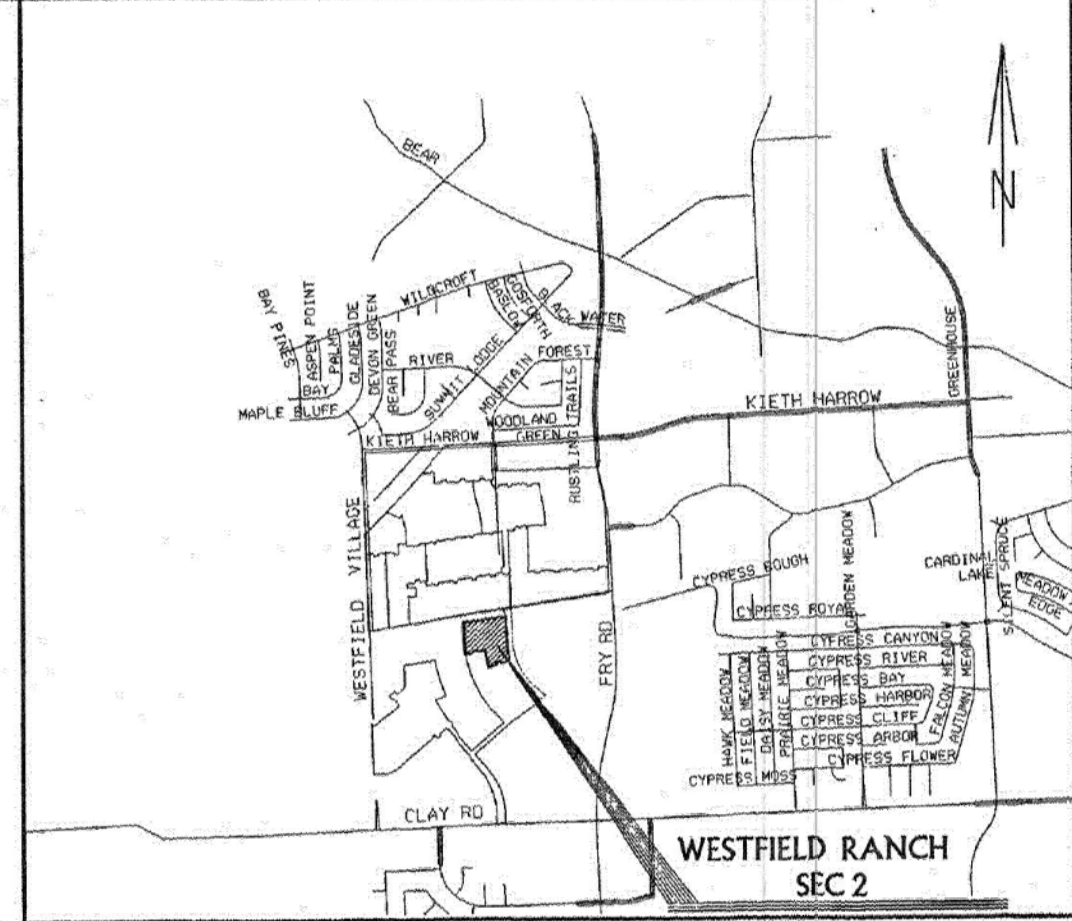 BEAR
N
WILDCROFT
BASLOW
GOSFORTH
BLACK WATER
BAY PINES
ASPEN POINT
PALMS
BAY
GLADESIDE
DEVON GREEN
BEAR PASS
RIVER
SUMMIT LODGE
MOUNTAIN
FOREST
RUSTLING TRAILS
MAPLE BLUFF
WOODLAND
GREEN
KIETH HARROW
KIETH HARROW
GREENHOUSE
WESTFIELD VILLAGE
FRY RD
CYPRESS BOUGH
GARDEN MEADOW
CARDINAL
LAKE
SILENT SPRUCE
MEADOW
EDGE
CYPRESS ROYAL
CYPRESS CANYON
CYPRESS RIVER
CYPRESS BAY
CYPRESS HARBOR
CYPRESS CLIFF
CYPRESS ARBOR
CYPRESS FLOWER
CYPRESS MOSS
HAWK MEADOW
FIELD MEADOW
DAISY MEADOW
PRAIRIE MEADOW
FALCON MEADOW
AUTUMN MEADOW
CLAY RD
WESTFIELD RANCH
SEC 2